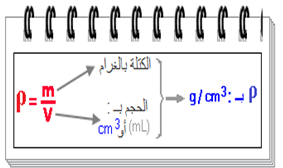 الكتلة بالغرام
ρ = m/V
g/cm³ : بـ ρ
الحجم بـ :
cm³ أو (mL)